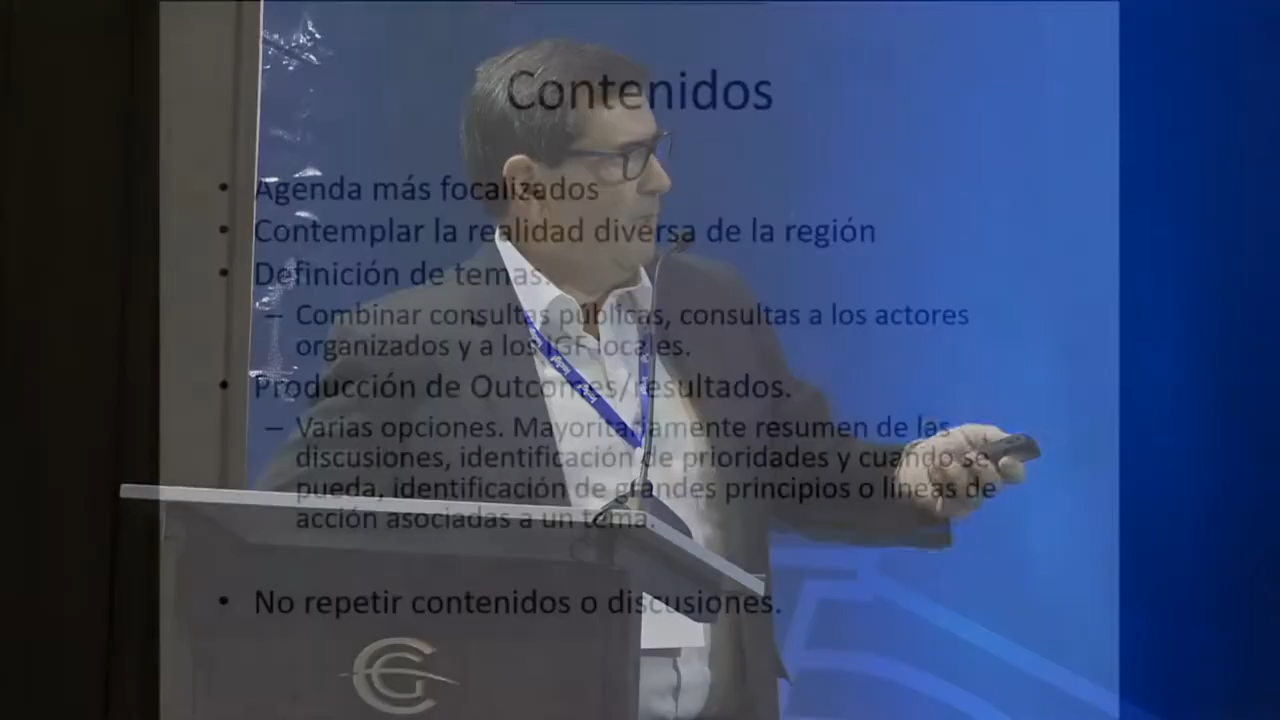 Contenidos
• Agenda más focalizados
• Contemplar la realidad diversa de la región
• Definición de temas.
– Combinar consultas públicas, consultas a los actores
organizados y a los IGF locales.
• Producción de Outcomes/resultados.
– Varias opciones. Mayoritariamente resumen de las
discusiones, identificación de prioridades y cuando se
pueda, identificación de grandes principios o líneas de
acción asociadas a un tema.
• No repetir contenidos o discusiones.